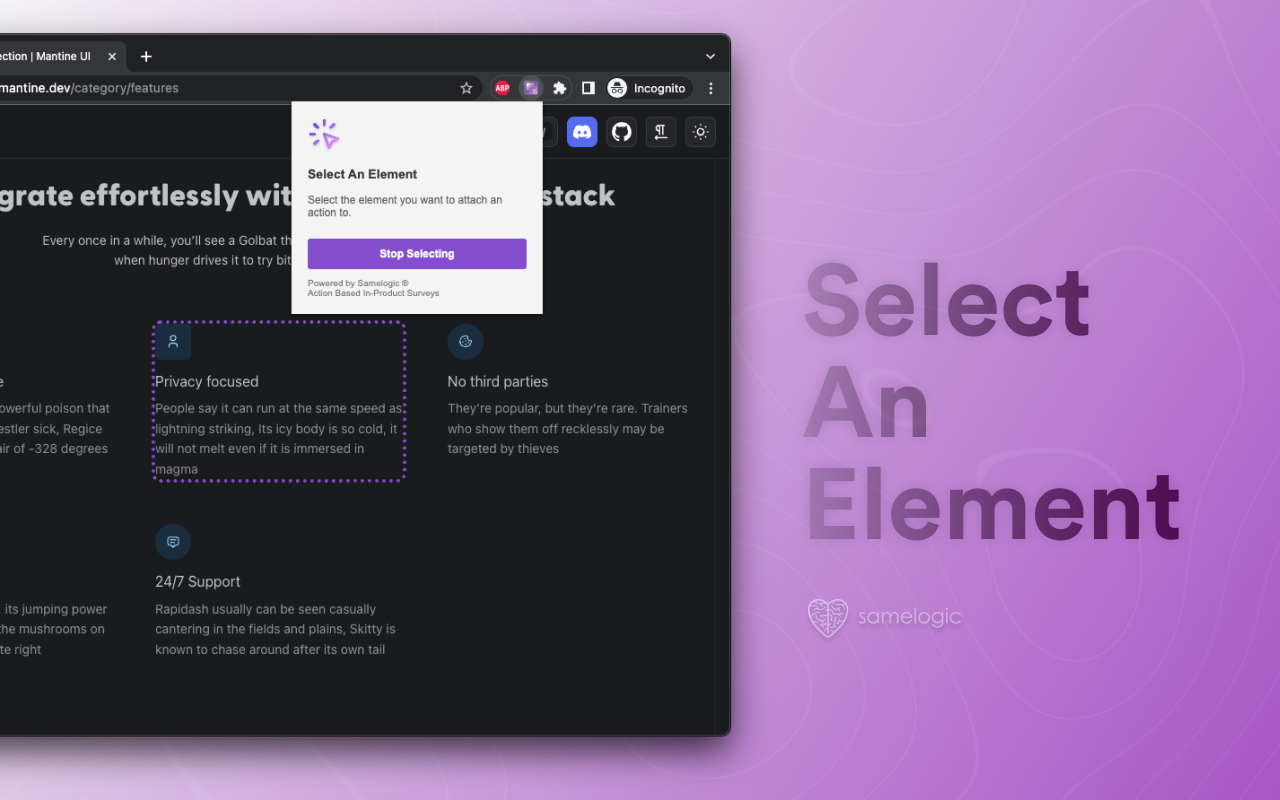 ection | Mantine UI
mantine.dev/category/features
ABP
Incognito
Select An Element
Select the element you want to attach an
action to.
Stop Selecting
Powered by Samelogic ®
Action Based In-Product Surveys
grate effortlessly wit
stack
Every once in a while, you'll see a Golbat th
when hunger drives it to try bit
e
owerful poison that
estler sick, Regice
air of -328 degrees
Privacy focused
People say it can run at the same speed as
lightning striking, Its icy body is so cold, it
will not melt even if it is immersed in
magma
No third parties
They're popular, but they're rare. Trainers
who show them off recklessly may be
targeted by thieves
, its jumping power
the mushrooms on
te right
24/7 Support
Rapidash usually can be seen casually
cantering in the fields and plains, Skitty is
known to chase around after its own tail
Select
An
Element
samelogic